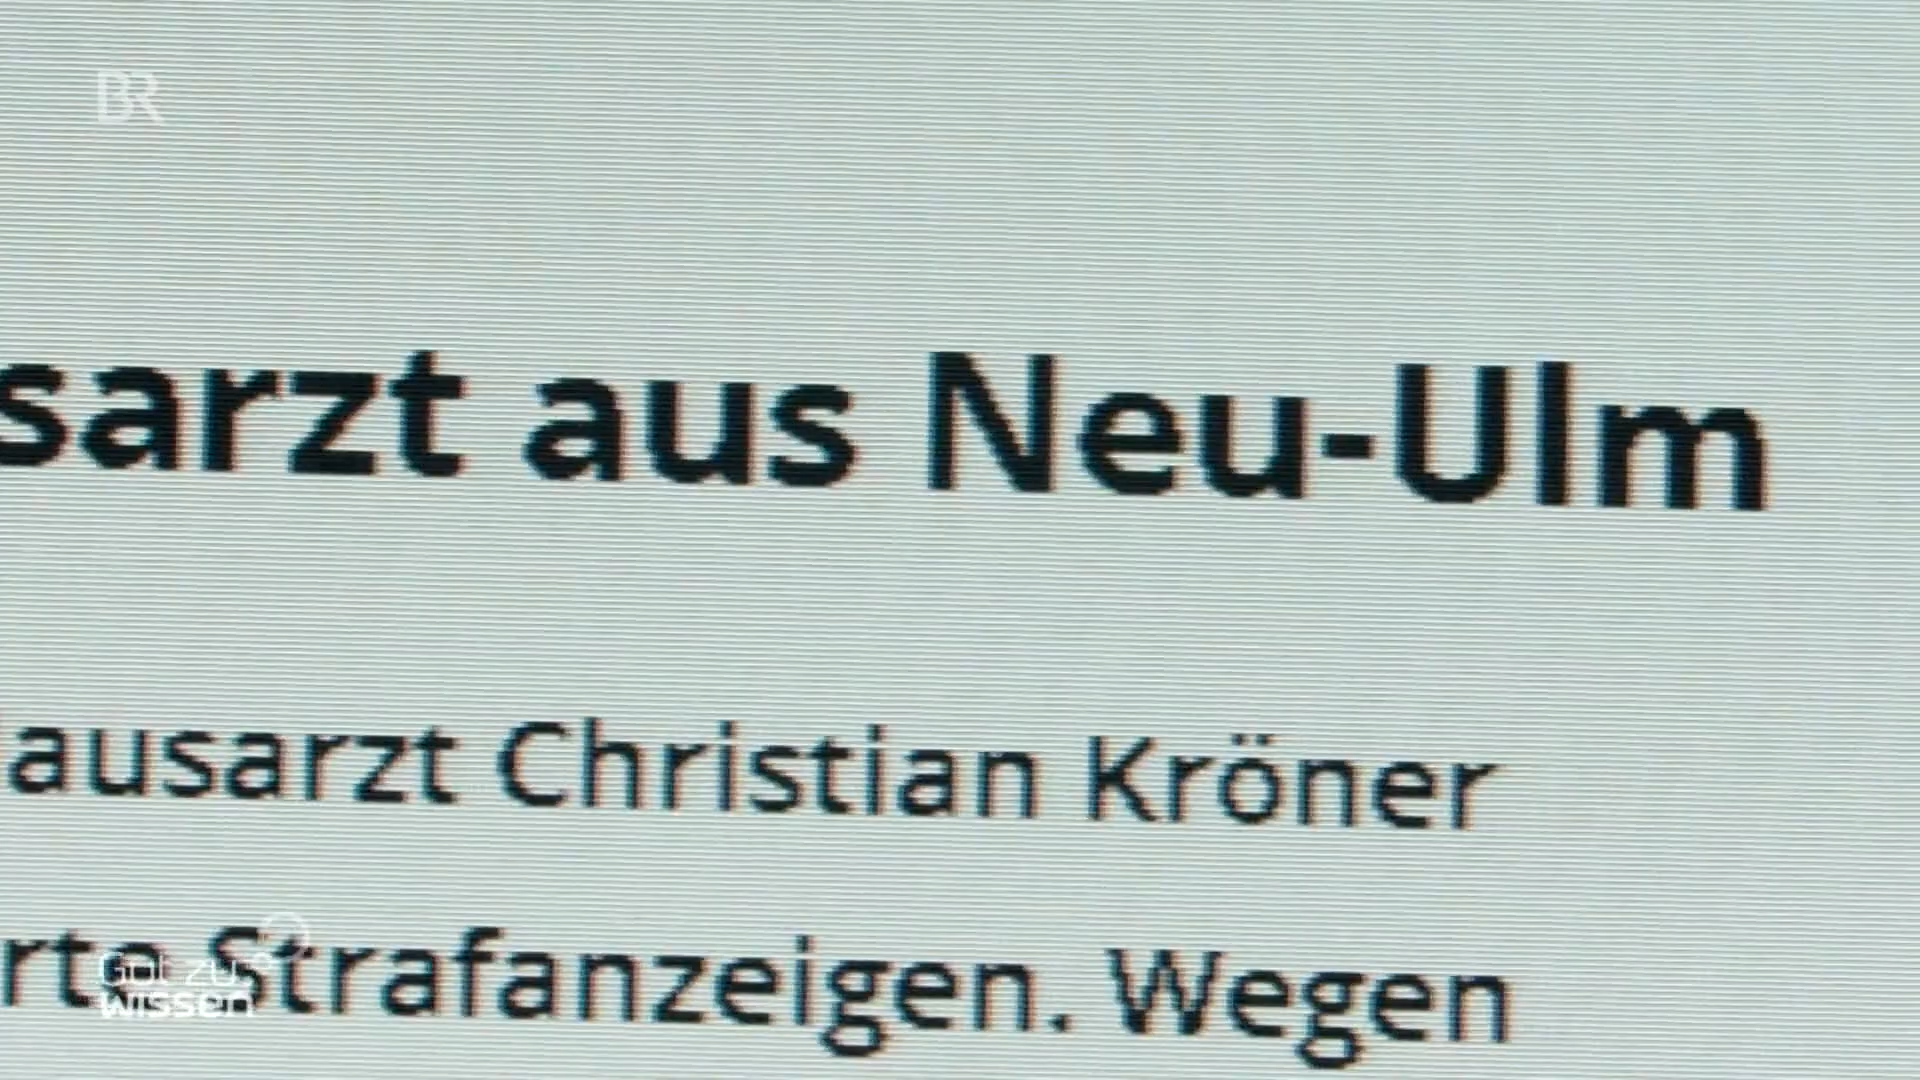 BR
sarzt aus Neu-Ulm
ausarzt Christian Kröner
rte Strafanzeigen. Wegen
Gut zu
wissen